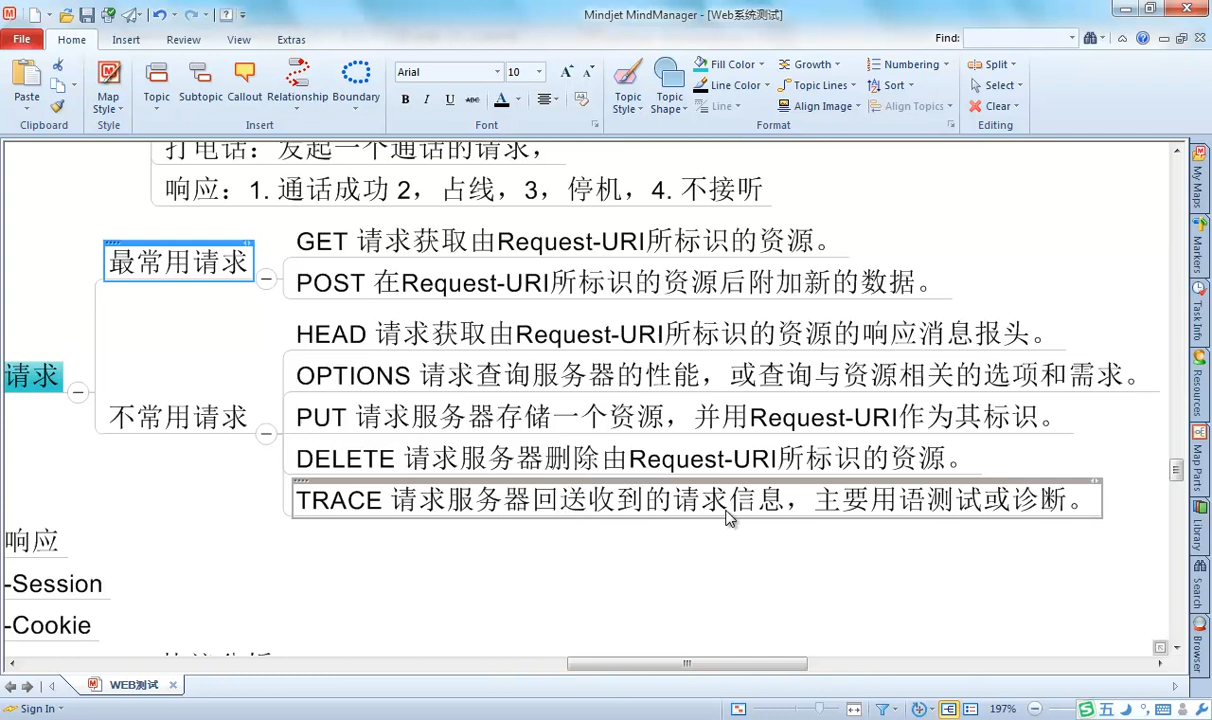 Mindjet MindManager - [Web系统测试]
File Home Insert Review View Extras Find:
Paste Map Style Topic Subtopic Callout Relationship Boundary Arial 10 B I U abc A Topic Style Topic Shape Fill Color Line Color Line Growth Topic Lines Align Image Numbering Sort Align Topics Split Select Clear
Clipboard Style Insert Font Format Editing
打电话：发起一个通话的请求，
响应：1. 通话成功 2，占线，3，停机，4. 不接听
最常用请求
GET 请求获取由Request-URI所标识的资源。
POST 在Request-URI所标识的资源后附加新的数据。
请求
不常用请求
HEAD 请求获取由Request-URI所标识的资源的响应消息报头。
OPTIONS 请求查询服务器的性能，或查询与资源相关的选项和需求。
PUT 请求服务器存储一个资源，并用Request-URI作为其标识。
DELETE 请求服务器删除由Request-URI所标识的资源。
TRACE 请求服务器回送收到的请求信息，主要用语测试或诊断。
响应
-Session
-Cookie
My Maps
Markers
Task Info
Resources
Map Parts
Library
Search
Browser
WEB测试
Sign In 197% 五